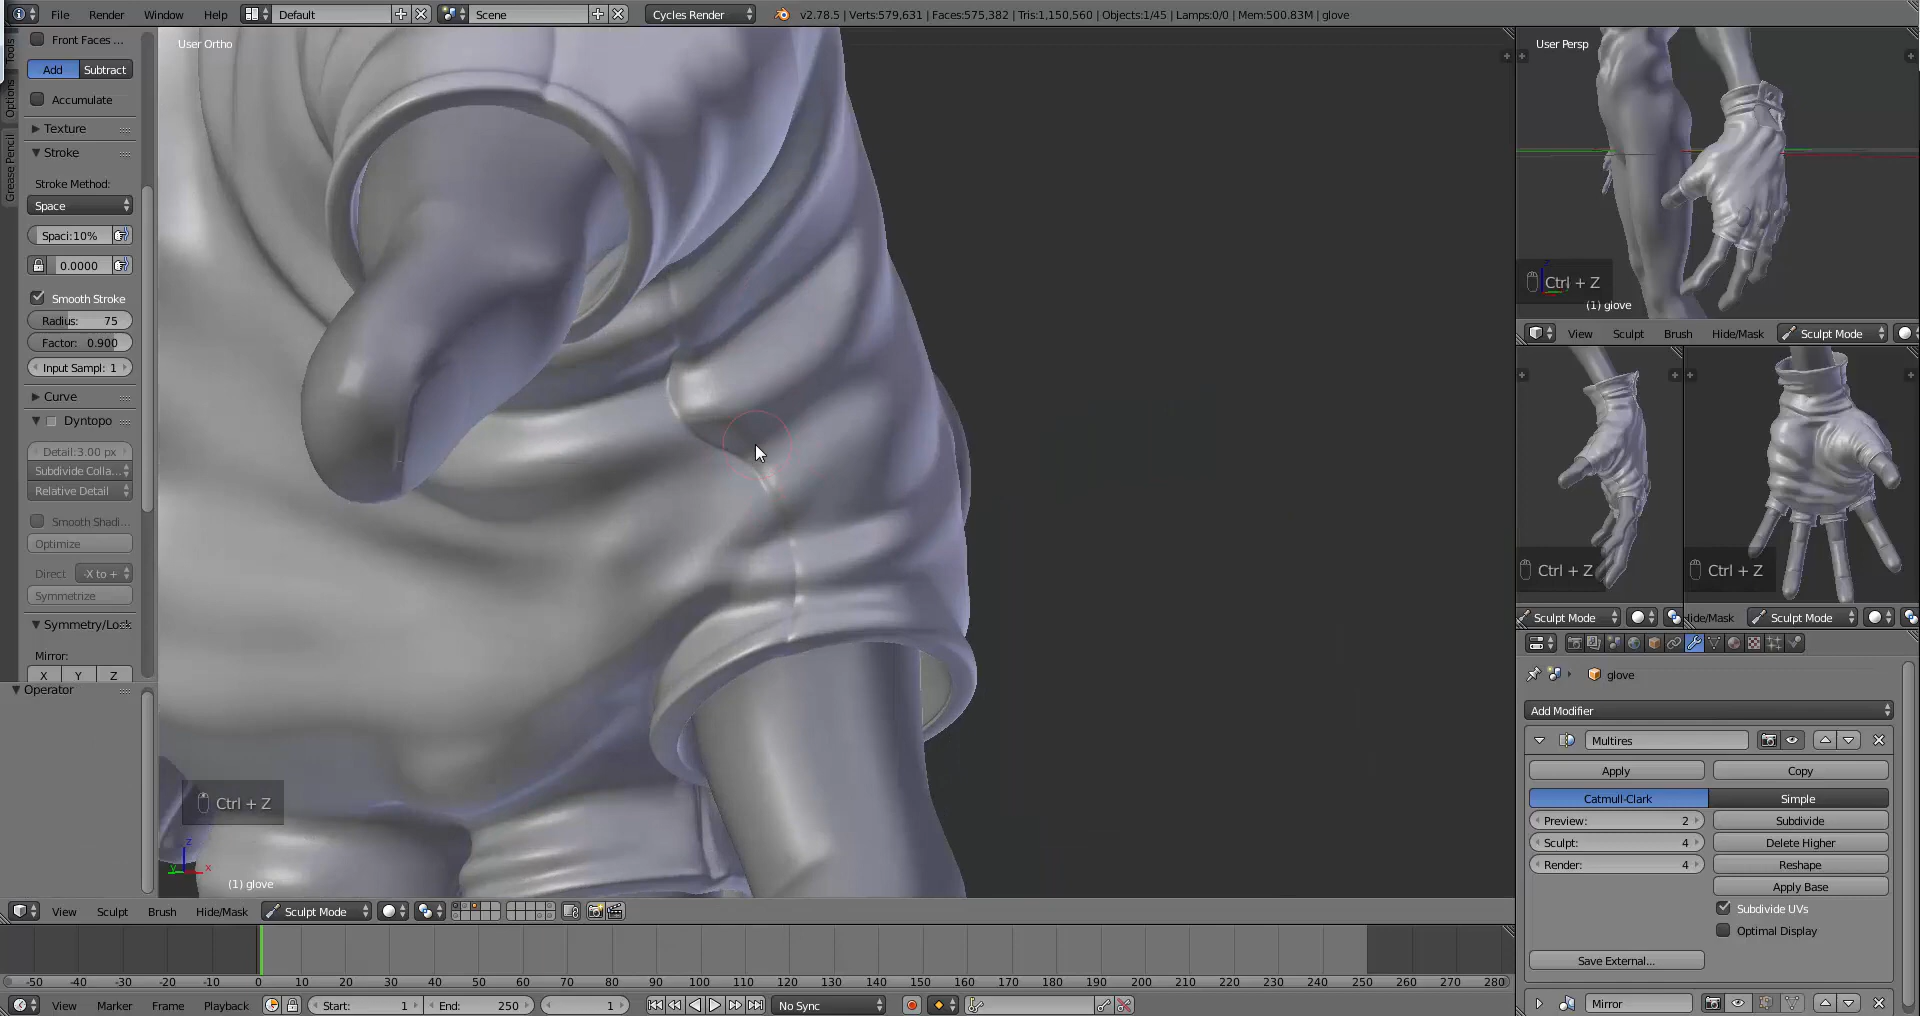 File Render Window Help Default Scene Cycles Render v2.78.5 | Verts:579,631 | Faces:575,382 | Tris:1,150,560 | Objects:1/45 | Lamps:0/0 | Mem:500.83M | glove
Tools
Options
Grease Pencil
Front Faces ...
Add Subtract
Accumulate
Texture
Stroke
Stroke Method:
Space
Spaci:10%
0.0000
Smooth Stroke
Radius: 75
Factor: 0.900
Input Sampl: 1
Curve
Dyntopo
Detail:3.00 px
Subdivide Colla...
Relative Detail
Smooth Shadi...
Optimize
Direct -X to +
Symmetrize
Symmetry/Lock
Mirror:
X Y Z
Operator
User Ortho
Ctrl + Z
z
y x
(1) glove
View Sculpt Brush Hide/Mask Sculpt Mode
-50 -40 -30 -20 -10 0 10 20 30 40 50 60 70 80 90 100 110 120 130 140 150 160 170 180 190 200 210 220 230 240 250 260 270 280
View Marker Frame Playback Start: 1 End: 250 1 No Sync
User Persp
Ctrl + Z
(1) glove
View Sculpt Brush Hide/Mask Sculpt Mode
Ctrl + Z
Sculpt Mode
Ctrl + Z
Hide/Mask Sculpt Mode
glove
Add Modifier
Multires
Apply Copy
Catmull-Clark Simple
Preview: 2 Subdivide
Sculpt: 4 Delete Higher
Render: 4 Reshape
Apply Base
Subdivide UVs
Optimal Display
Save External...
Mirror